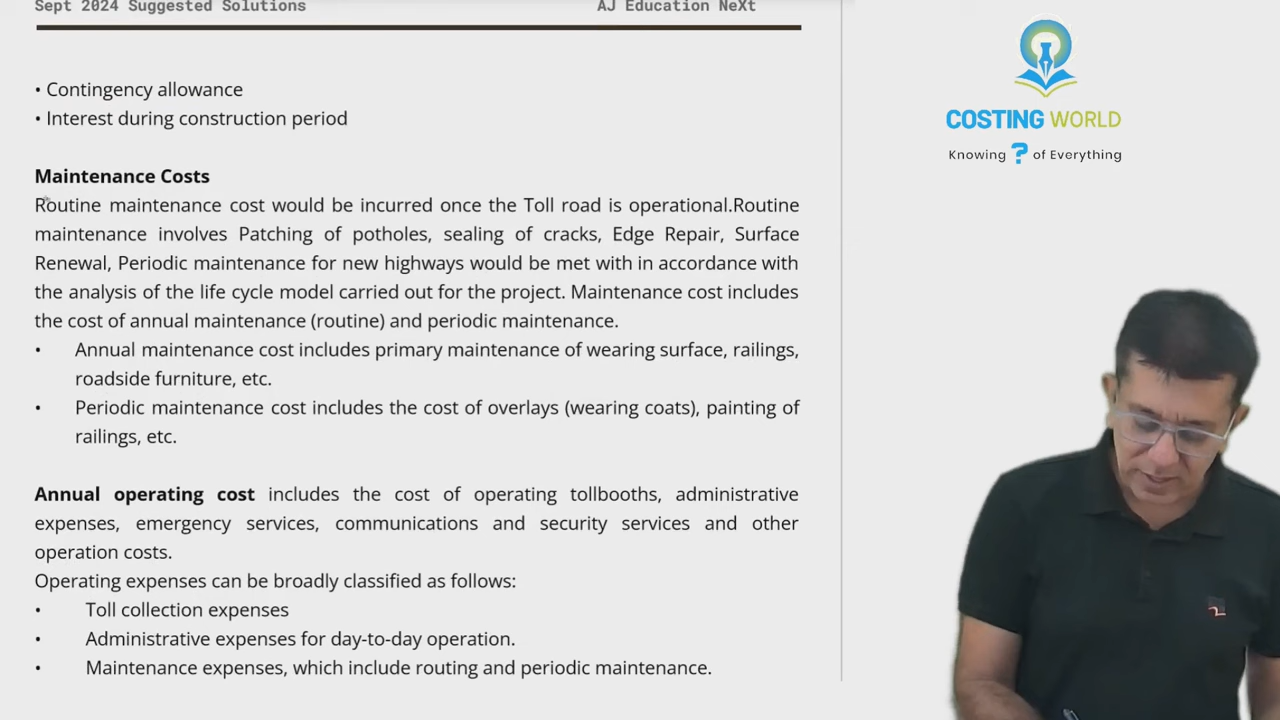 Sept 2024 Suggested Solutions
AJ Education NeXt
• Contingency allowance
• Interest during construction period
Maintenance Costs
Routine maintenance cost would be incurred once the Toll road is operational.Routine
maintenance involves Patching of potholes, sealing of cracks, Edge Repair, Surface
Renewal, Periodic maintenance for new highways would be met with in accordance with
the analysis of the life cycle model carried out for the project. Maintenance cost includes
the cost of annual maintenance (routine) and periodic maintenance.
• Annual maintenance cost includes primary maintenance of wearing surface, railings,
roadside furniture, etc.
• Periodic maintenance cost includes the cost of overlays (wearing coats), painting of
railings, etc.
Annual operating cost includes the cost of operating tollbooths, administrative
expenses, emergency services, communications and security services and other
operation costs.
Operating expenses can be broadly classified as follows:
• Toll collection expenses
• Administrative expenses for day-to-day operation.
• Maintenance expenses, which include routing and periodic maintenance.
COSTING WORLD
Knowing ? of Everything